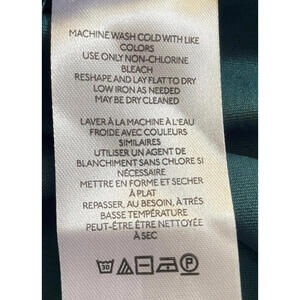 MACHINE WASH COLD WITH LIKE
COLORS
USE ONLY NON-CHLORINE
BLEACH
RESHAPE AND LAY FLAT TO DRY
LOW IRON AS NEEDED
MAY BE DRY CLEANED
LAVER À LA MACHINE À L'EAU
FROIDE AVEC COULEURS
SIMILAIRES
UTILISER UN AGENT DE
BLANCHIMENT SANS CHLORE SI
NÉCESSAIRE
METTRE EN FORME ET SECHER
À PLAT
REPASSER, AU BESOIN, À TRÉS
BASSE TEMPÉRATURE
PEUT-ÊTRE ÊTRE NETTOYÉE
À SEC
30
P